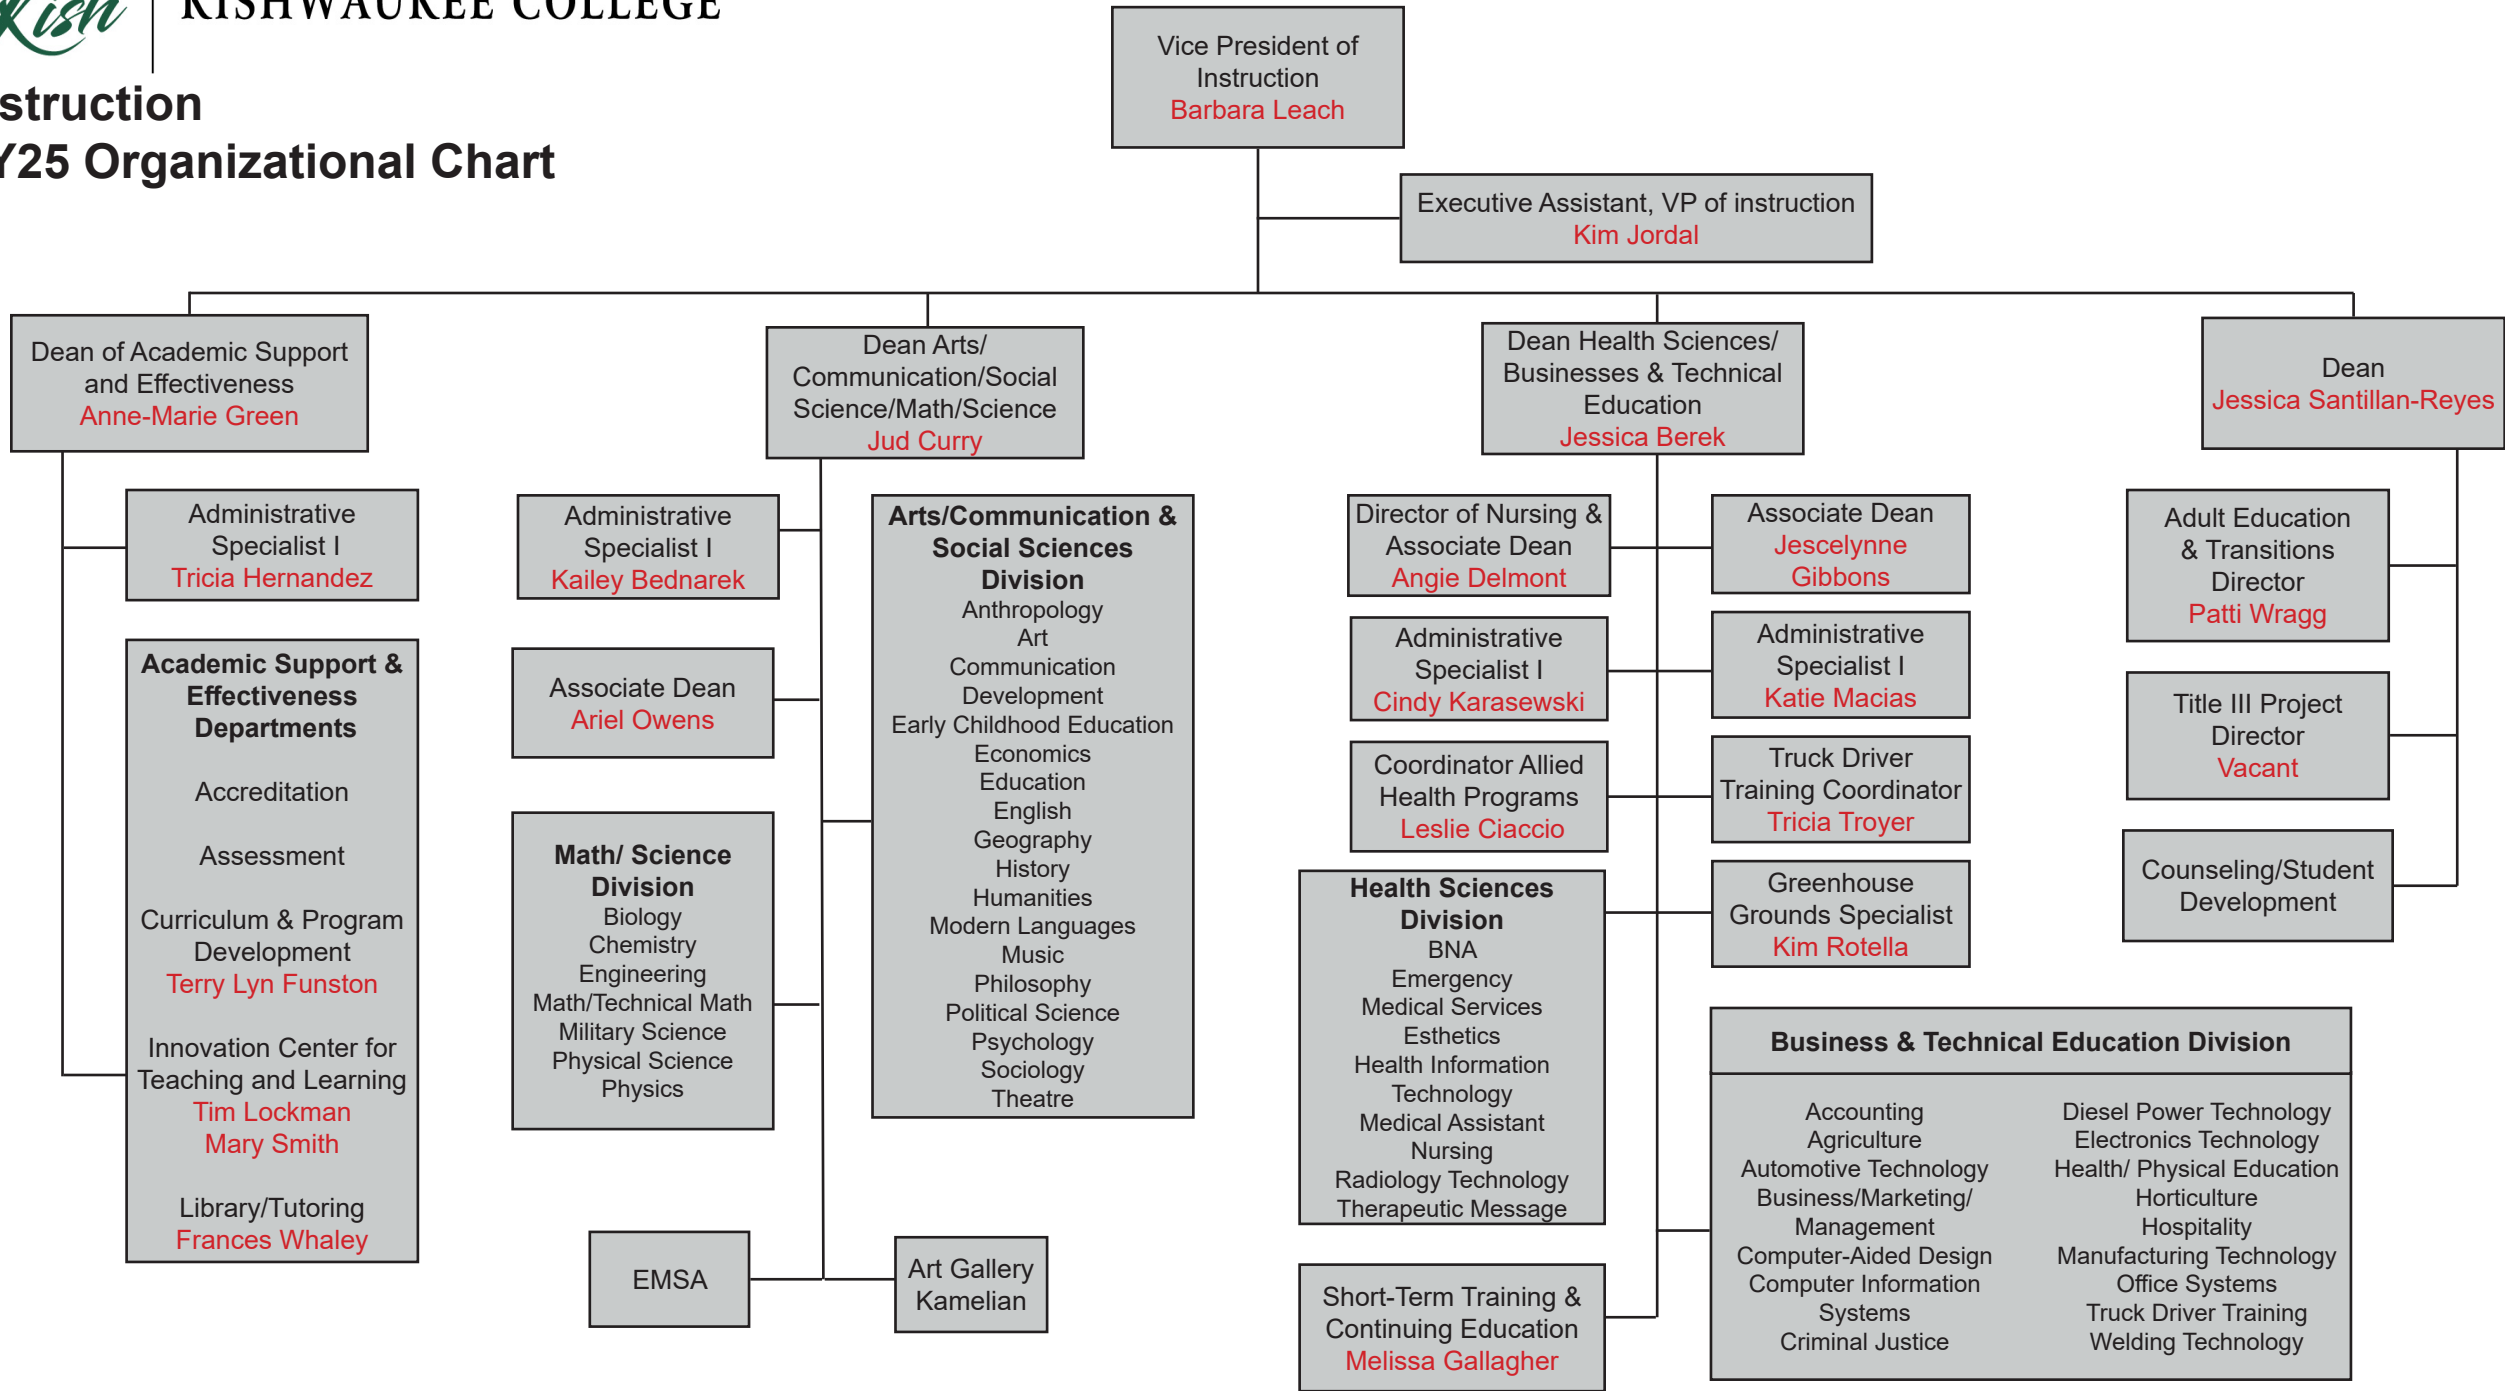 Kish
KISHWAUKEE COLLEGE
struction
Y25 Organizational Chart
Vice President of
Instruction
Barbara Leach
Executive Assistant, VP of instruction
Kim Jordal
Dean of Academic Support
and Effectiveness
Anne-Marie Green
Administrative
Specialist I
Tricia Hernandez
Academic Support &
Effectiveness
Departments
Accreditation
Assessment
Curriculum & Program
Development
Terry Lyn Funston
Innovation Center for
Teaching and Learning
Tim Lockman
Mary Smith
Library/Tutoring
Frances Whaley
Dean Arts/
Communication/Social
Science/Math/Science
Jud Curry
Administrative
Specialist I
Kailey Bednarek
Associate Dean
Ariel Owens
Math/ Science
Division
Biology
Chemistry
Engineering
Math/Technical Math
Military Science
Physical Science
Physics
Arts/Communication &
Social Sciences
Division
Anthropology
Art
Communication
Development
Early Childhood Education
Economics
Education
English
Geography
History
Humanities
Modern Languages
Music
Philosophy
Political Science
Psychology
Sociology
Theatre
EMSA
Art Gallery
Kamelian
Dean Health Sciences/
Businesses & Technical
Education
Jessica Berek
Director of Nursing &
Associate Dean
Angie Delmont
Associate Dean
Jescelynne
Gibbons
Administrative
Specialist I
Cindy Karasewski
Administrative
Specialist I
Katie Macias
Coordinator Allied
Health Programs
Leslie Ciaccio
Truck Driver
Training Coordinator
Tricia Troyer
Health Sciences
Division
BNA
Emergency
Medical Services
Esthetics
Health Information
Technology
Medical Assistant
Nursing
Radiology Technology
Therapeutic Message
Greenhouse
Grounds Specialist
Kim Rotella
Short-Term Training &
Continuing Education
Melissa Gallagher
Business & Technical Education Division
Accounting
Agriculture
Automotive Technology
Business/Marketing/
Management
Computer-Aided Design
Computer Information
Systems
Criminal Justice
Diesel Power Technology
Electronics Technology
Health/ Physical Education
Horticulture
Hospitality
Manufacturing Technology
Office Systems
Truck Driver Training
Welding Technology
Dean
Jessica Santillan-Reyes
Adult Education
& Transitions
Director
Patti Wragg
Title III Project
Director
Vacant
Counseling/Student
Development